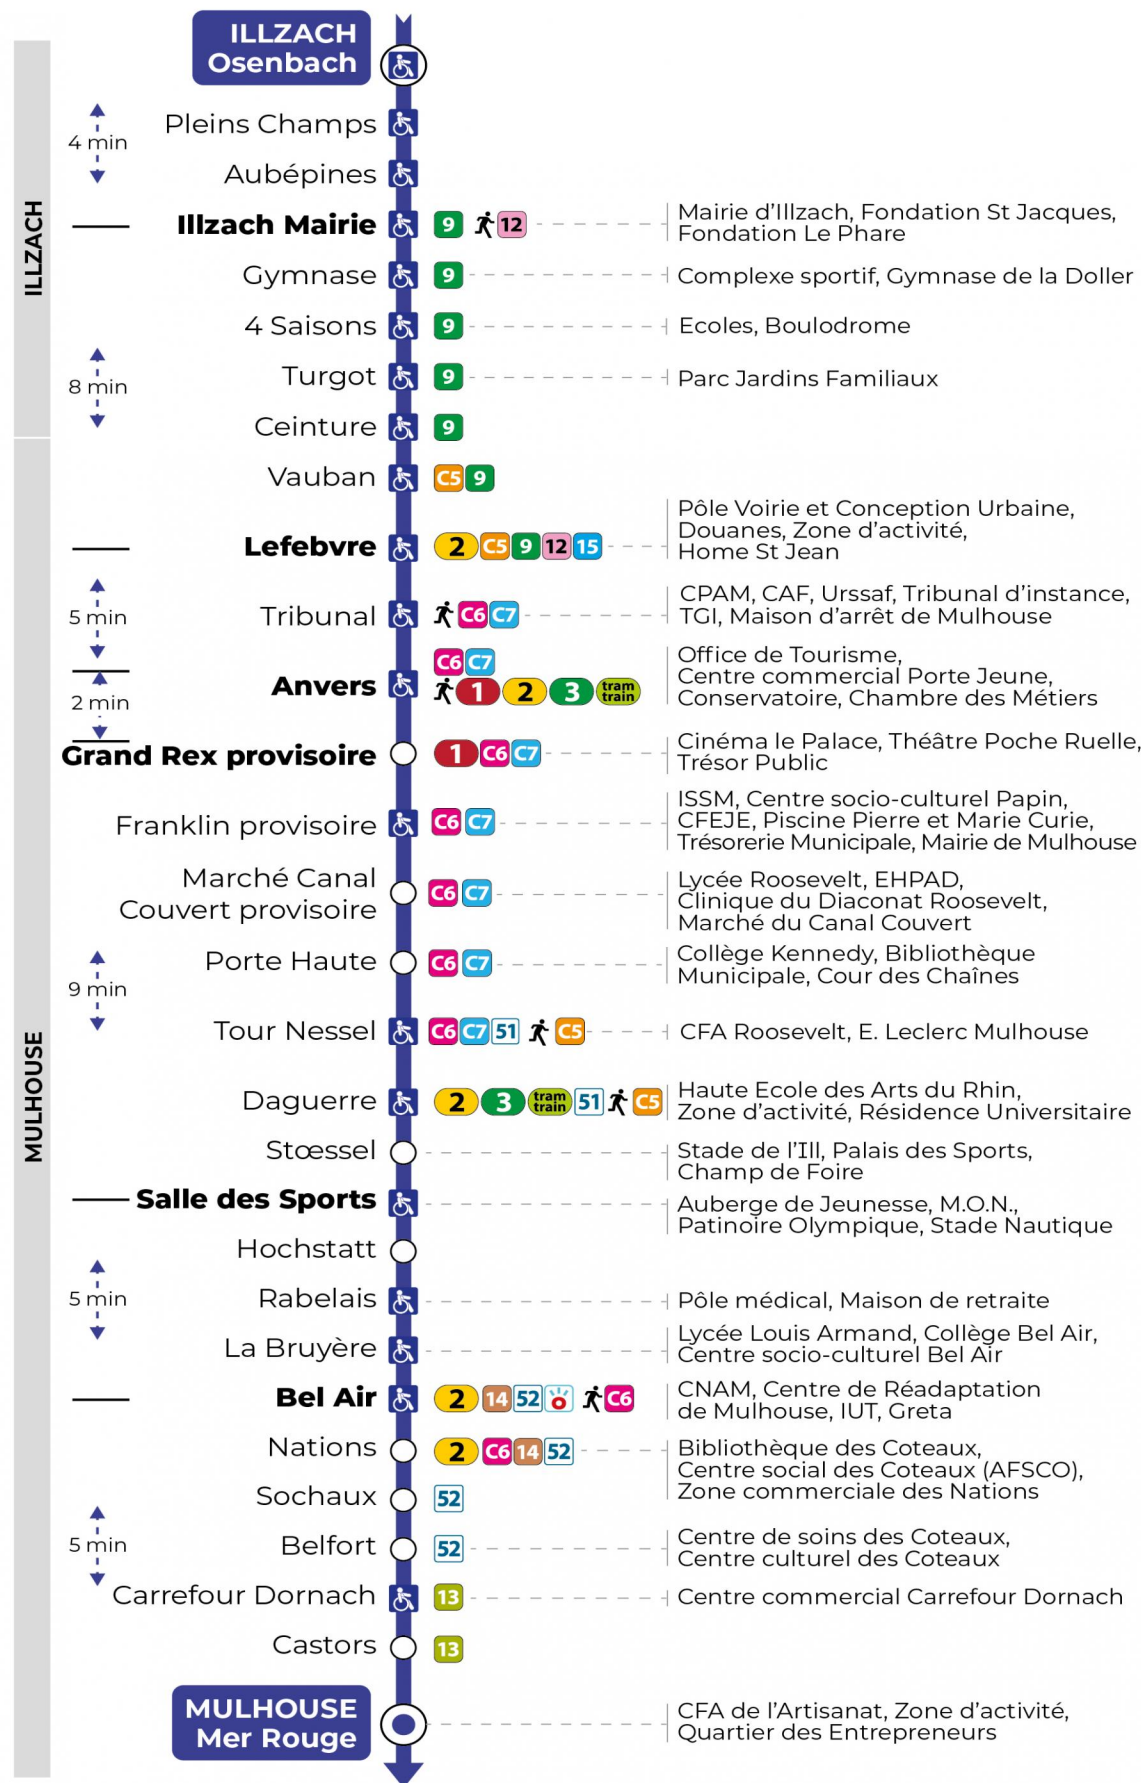 ILLZACH
Osenbach
Pleins Champs
4 min
Aubépines
ILLZACH
Illzach Mairie 9 12
Mairie d'Illzach, Fondation St Jacques,
Fondation Le Phare
Gymnase 9 Complexe sportif, Gymnase de la Doller
4 Saisons 9 Ecoles, Boulodrome
Turgot 9 Parc Jardins Familiaux
8 min
Ceinture 9
Vauban C5 9
Lefebvre 2 C5 9 12 15
Pôle Voirie et Conception Urbaine,
Douanes, Zone d'activité,
Home St Jean
5 min
Tribunal C6 C7
CPAM, CAF, Urssaf, Tribunal d'instance,
TGI, Maison d'arrêt de Mulhouse
Anvers
C6 C7
1 2 3 tram train
Office de Tourisme,
Centre commercial Porte Jeune,
Conservatoire, Chambre des Métiers
2 min
Grand Rex provisoire 1 C6 C7
Cinéma le Palace, Théâtre Poche Ruelle,
Trésor Public
Franklin provisoire C6 C7
ISSM, Centre socio-culturel Papin,
CFEJE, Piscine Pierre et Marie Curie,
Trésorerie Municipale, Mairie de Mulhouse
Marché Canal
Couvert provisoire
C6 C7
Lycée Roosevelt, EHPAD,
Clinique du Diaconat Roosevelt,
Marché du Canal Couvert
Porte Haute C6 C7
Collège Kennedy, Bibliothèque
Municipale, Cour des Chaînes
9 min
MULHOUSE
Tour Nessel C6 C7 51 C5 CFA Roosevelt, E. Leclerc Mulhouse
Daguerre 2 3 tram train 51 C5
Haute Ecole des Arts du Rhin,
Zone d'activité, Résidence Universitaire
Stœssel
Stade de l'Ill, Palais des Sports,
Champ de Foire
Salle des Sports
Auberge de Jeunesse, M.O.N.,
Patinoire Olympique, Stade Nautique
Hochstatt
5 min
Rabelais Pôle médical, Maison de retraite
La Bruyère
Lycée Louis Armand, Collège Bel Air,
Centre socio-culturel Bel Air
Bel Air 2 14 52 C6
CNAM, Centre de Réadaptation
de Mulhouse, IUT, Greta
Nations 2 C6 14 52
Bibliothèque des Coteaux,
Centre social des Coteaux (AFSCO),
Zone commerciale des Nations
Sochaux 52
5 min
Belfort 52
Centre de soins des Coteaux,
Centre culturel des Coteaux
Carrefour Dornach 13 Centre commercial Carrefour Dornach
Castors 13
MULHOUSE
Mer Rouge
CFA de l'Artisanat, Zone d'activité,
Quartier des Entrepreneurs